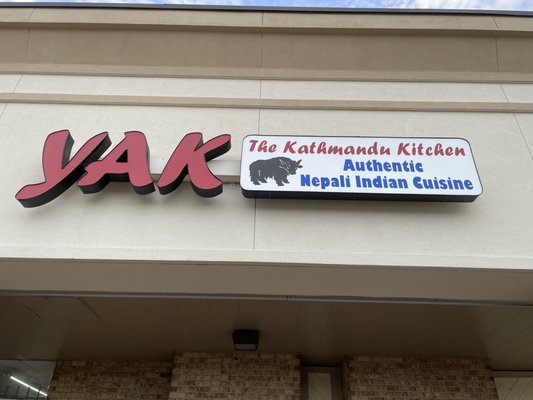 YAK
The Kathmandu Kitchen
Authentic
Nepali Indian Cuisine